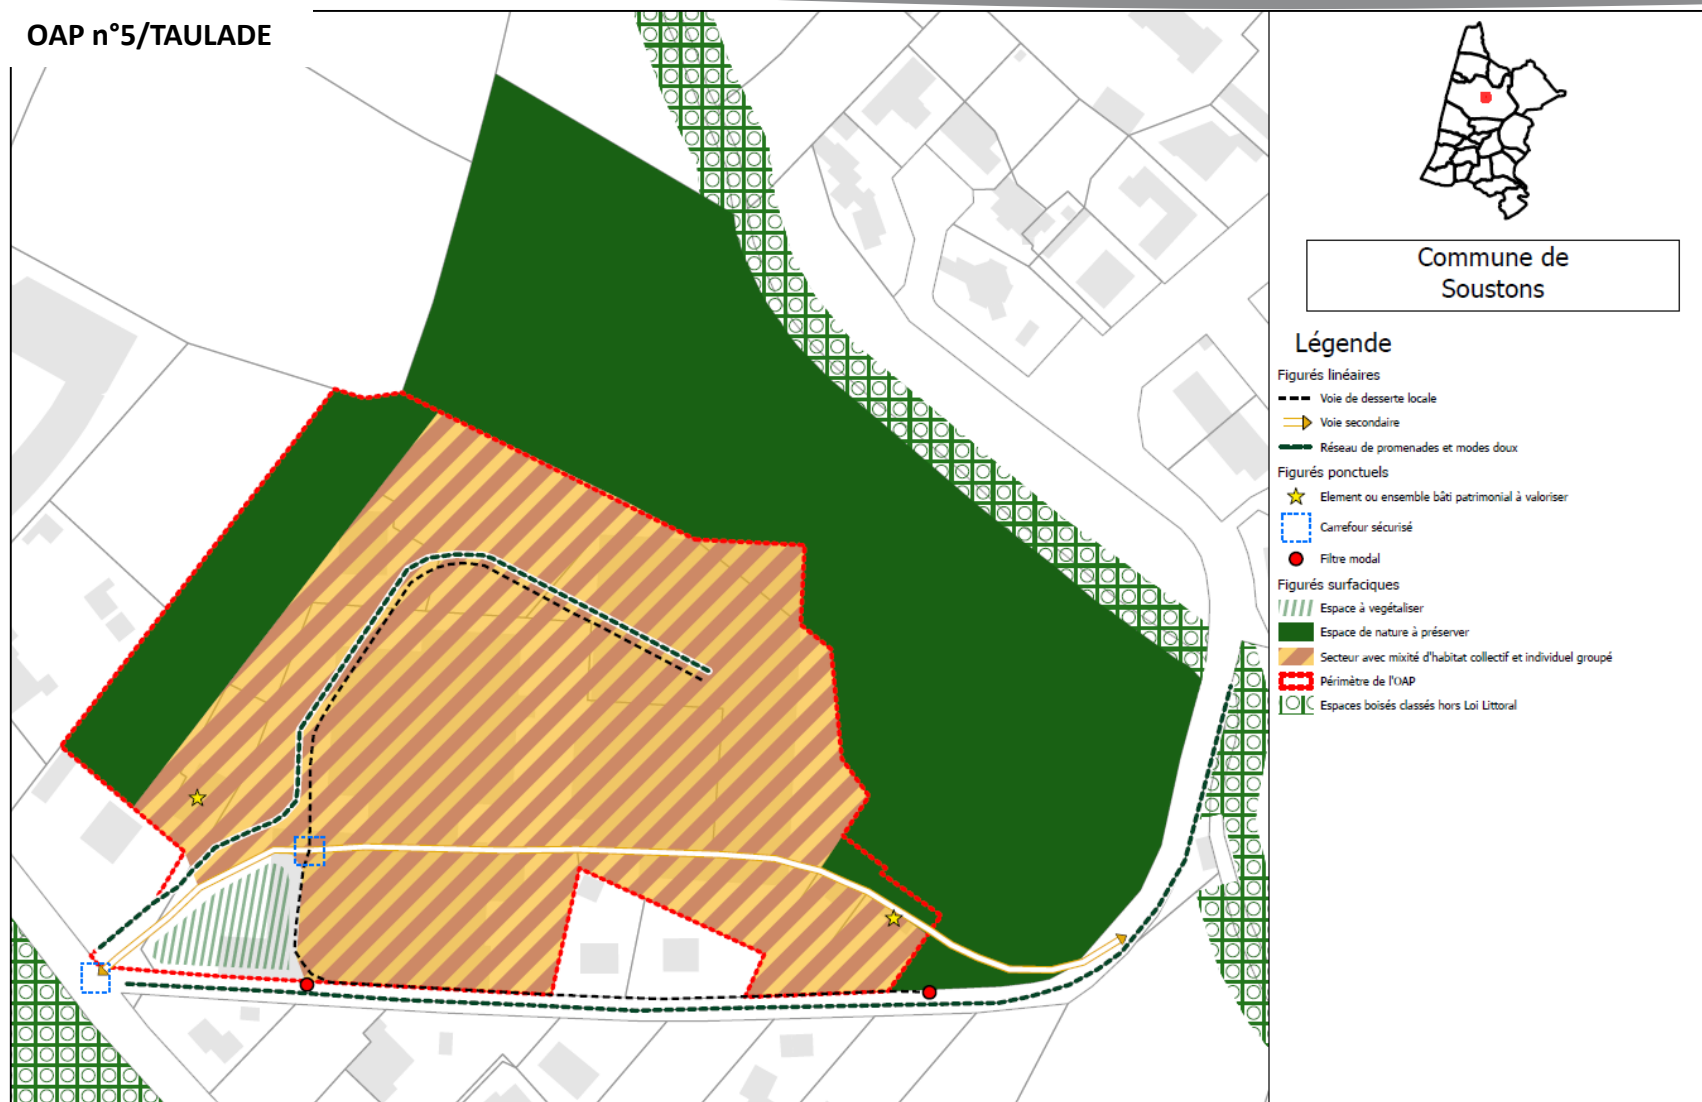 OAP n°5/TAULADE
Commune de
Soustons
Légende
Figurés linéaires
Voie de desserte locale
Voie secondaire
Réseau de promenades et modes doux
Figurés ponctuels
Element ou ensemble bâti patrimonial à valoriser
Carrefour sécurisé
Filtre modal
Figurés surfaciques
Espace à vegétaliser
Espace de nature à préserver
Secteur avec mixité d'habitat collectif et individuel groupé
Périmètre de l'OAP
Espaces boisés classés hors Loi Littoral